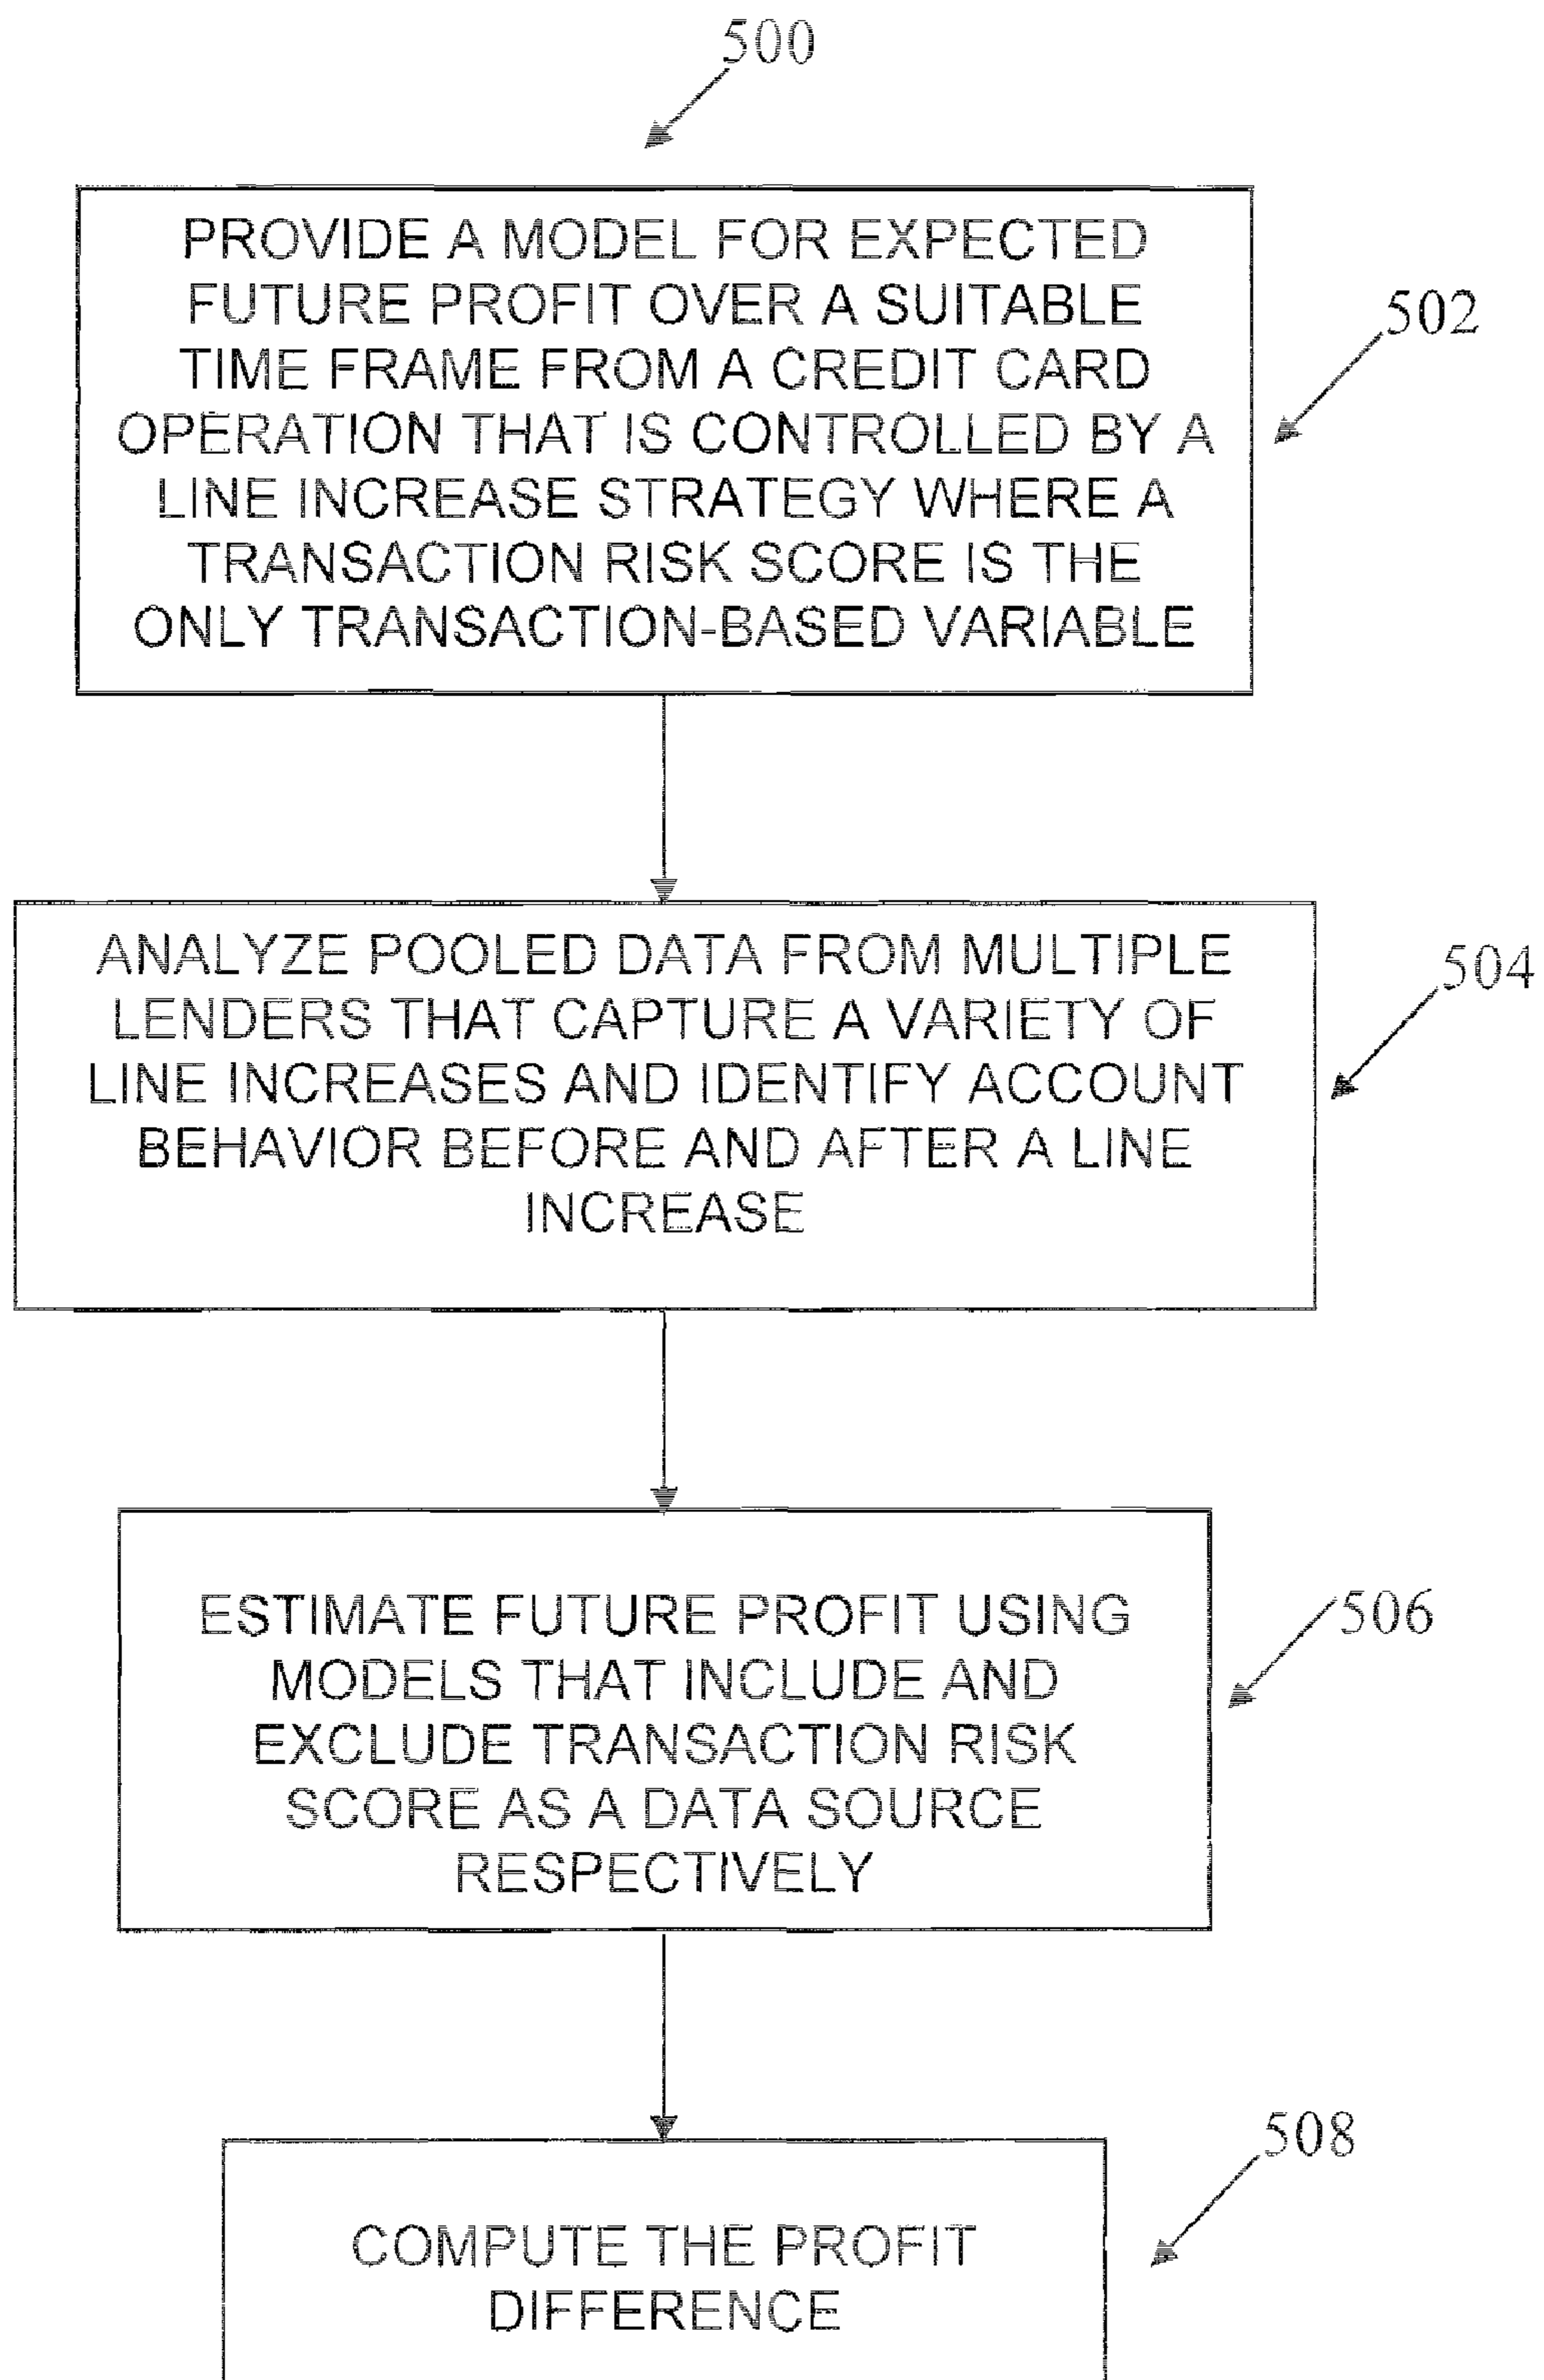 500
PROVIDE A MODEL FOR EXPECTED
FUTURE PROFIT OVER A SUITABLE
TIME FRAME FROM A CREDIT CARD
OPERATION THAT IS CONTROLLED BY A
LINE INCREASE STRATEGY WHERE A
TRANSACTION RISK SCORE IS THE
ONLY TRANSACTION-BASED VARIABLE
502
ANALYZE POOLED DATA FROM MULTIPLE
LENDERS THAT CAPTURE A VARIETY OF
LINE INCREASES AND IDENTIFY ACCOUNT
BEHAVIOR BEFORE AND AFTER A LINE
INCREASE
504
ESTIMATE FUTURE PROFIT USING
MODELS THAT INCLUDE AND
EXCLUDE TRANSACTION RISK
SCORE AS A DATA SOURCE
RESPECTIVELY
506
COMPUTE THE PROFIT
DIFFERENCE
508